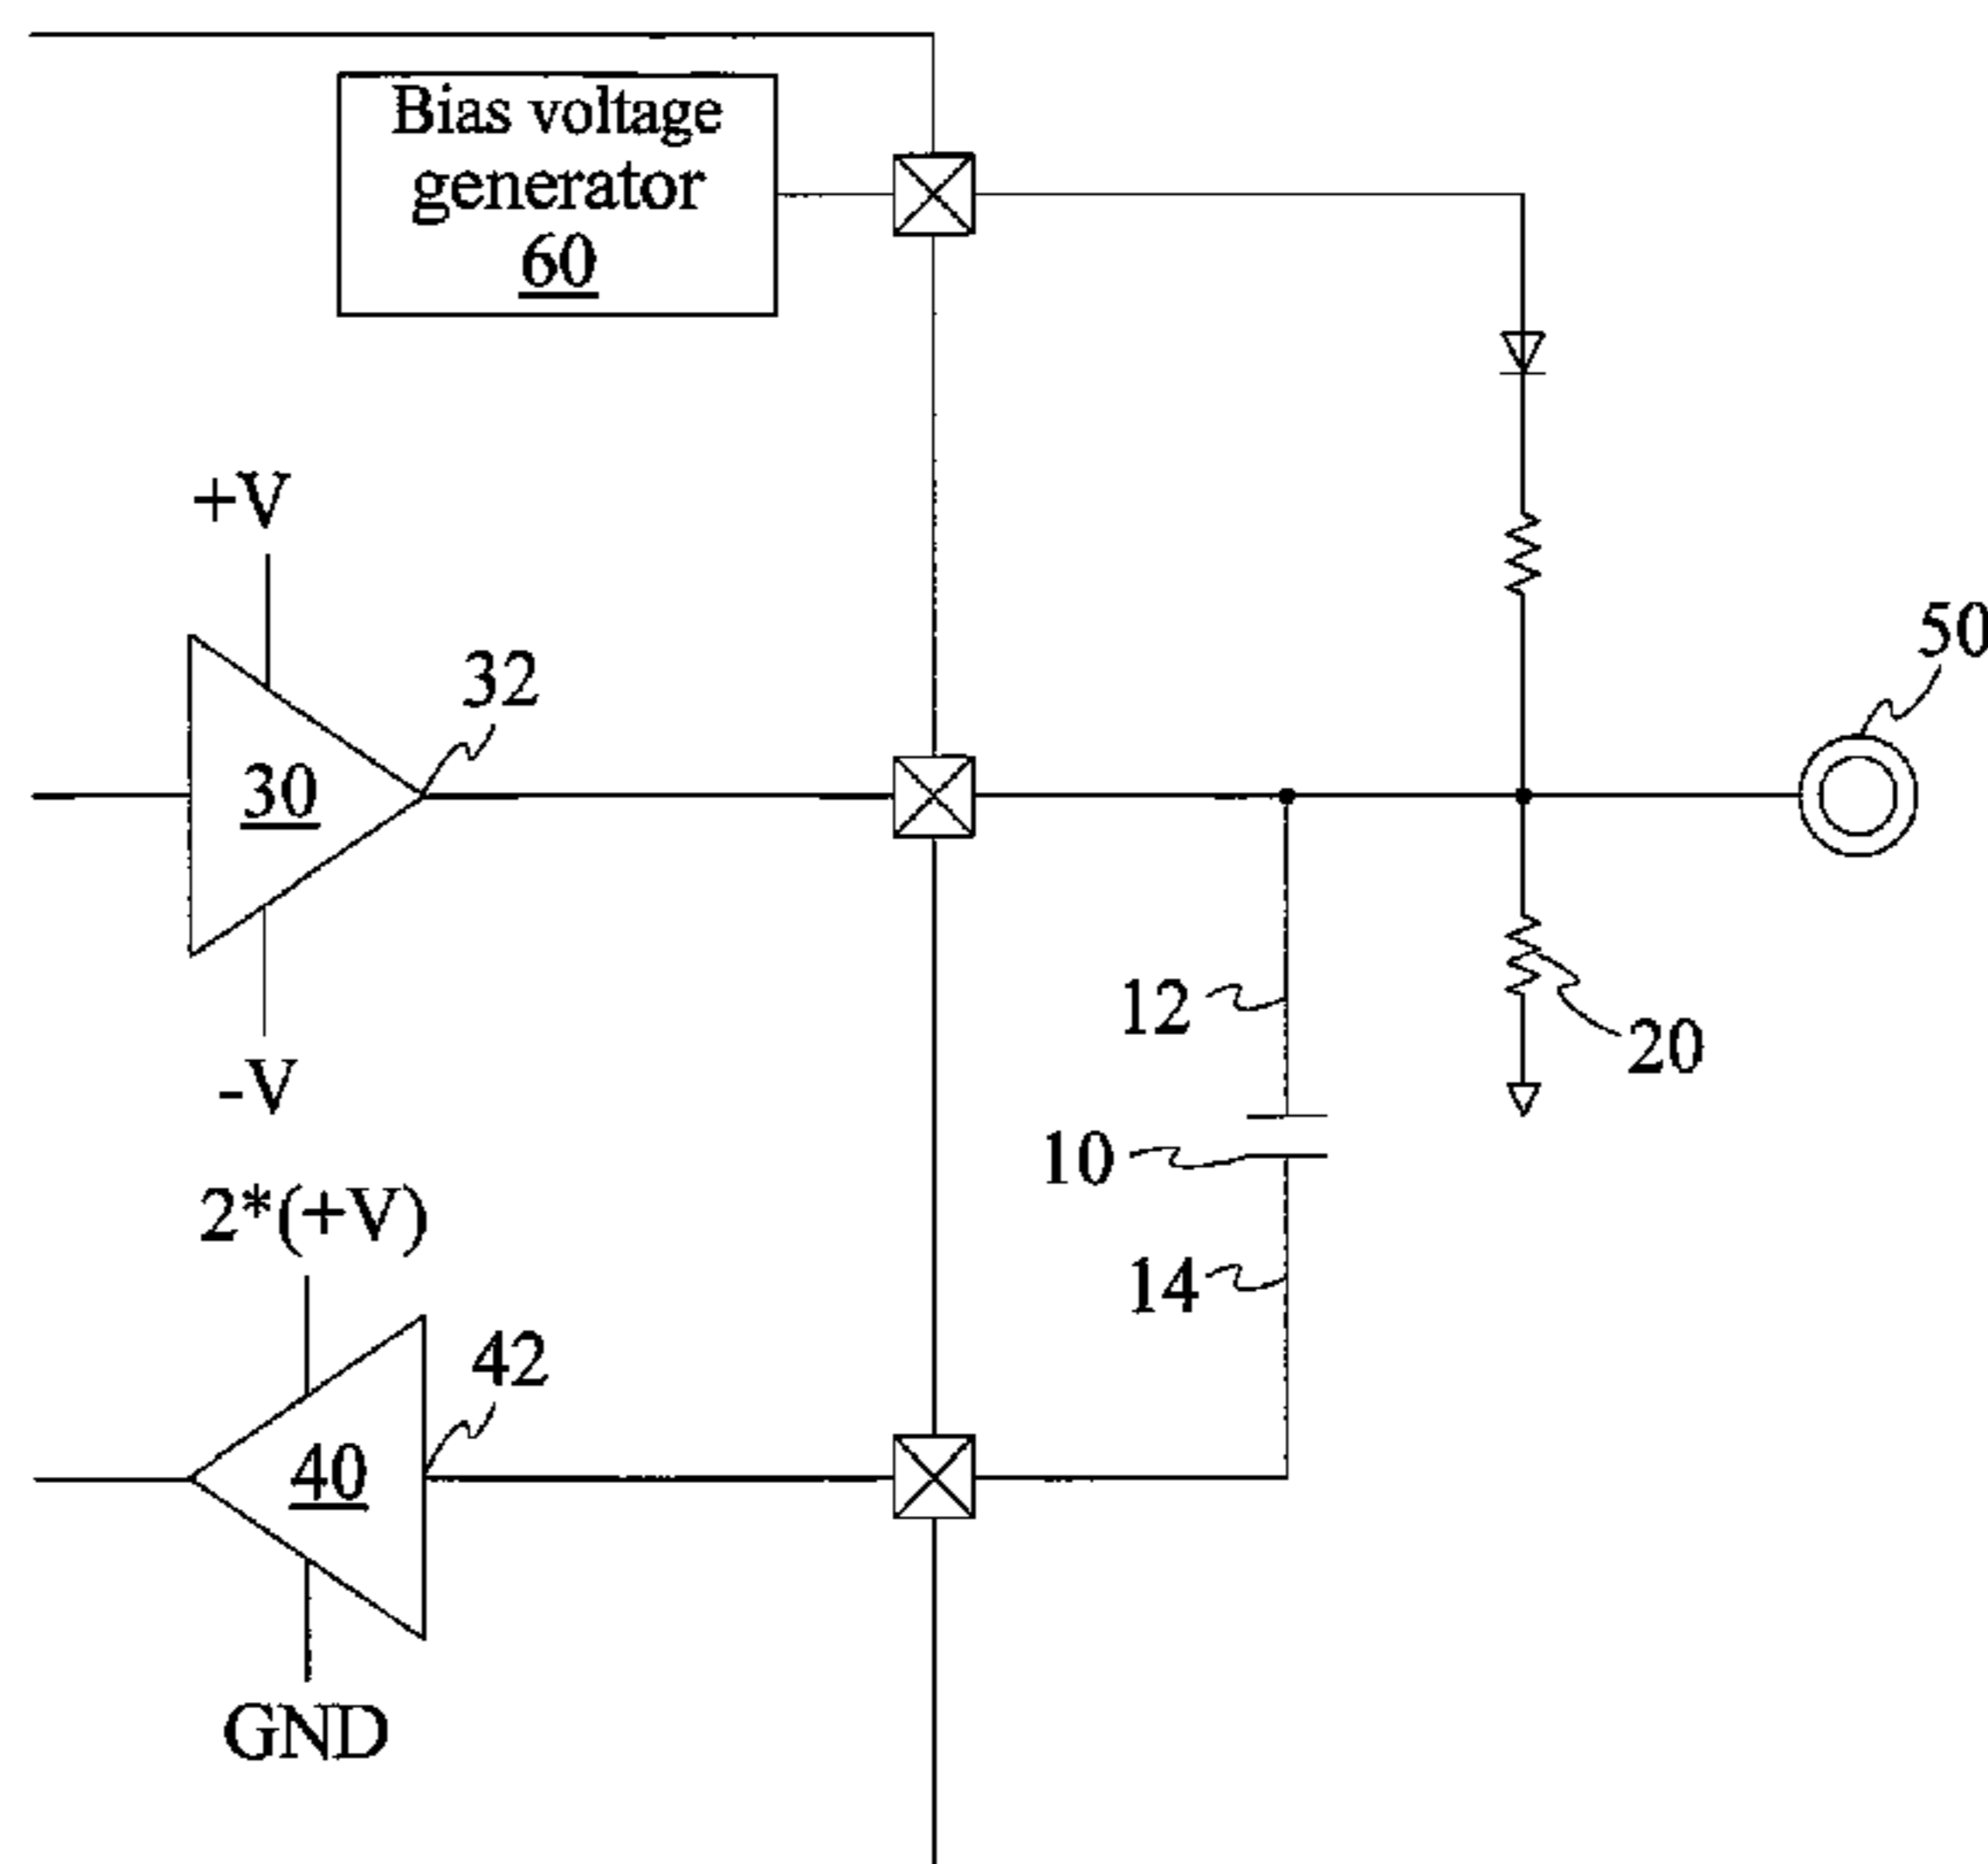 Bias voltage
generator
60
+V
32
30
50
-V
12
20
10
2*(+V)
14
42
40
GND